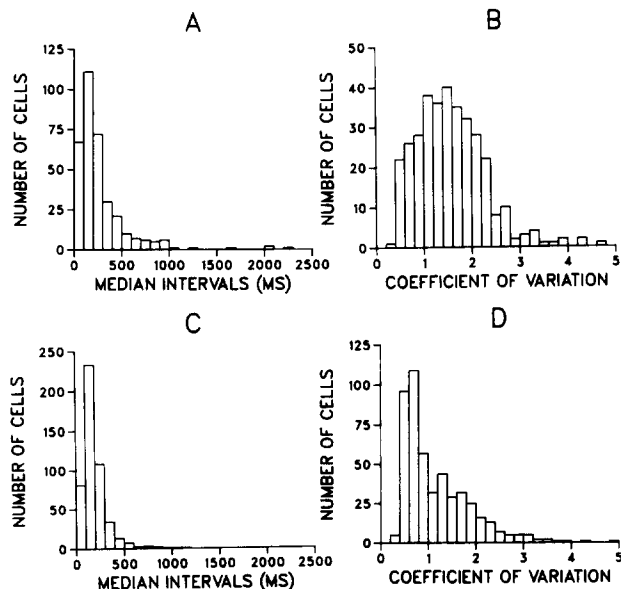 A
NUMBER OF CELLS
125
100
75
50
25
0
0 500 1000 1500 2000 2500
MEDIAN INTERVALS (MS)
B
NUMBER OF CELLS
50
40
30
20
10
0
0 1 2 3 4 5
COEFFICIENT OF VARIATION
C
NUMBER OF CELLS
250
200
150
100
50
0
0 500 1000 1500 2000 2500
MEDIAN INTERVALS (MS)
D
NUMBER OF CELLS
125
100
75
50
25
0
0 1 2 3 4 5
COEFFICIENT OF VARIATION